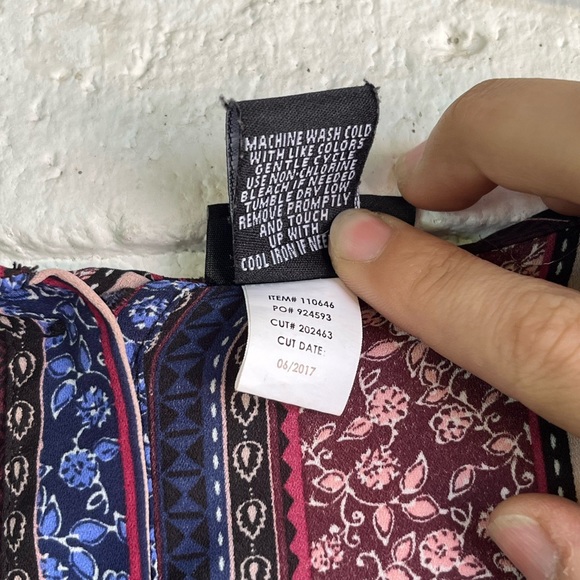 MACHINE WASH COLD
WITH LIKE COLORS
GENTLE CYCLE
USE NON-CHLORINE
BLEACH IF NEEDED
TUMBLE DRY LOW
REMOVE PROMPTLY
AND TOUCH
UP WITH
COOL IRON IF
ITEM# 110646
PO# 924593
CUT# 202463
CUT DATE:
06/2017